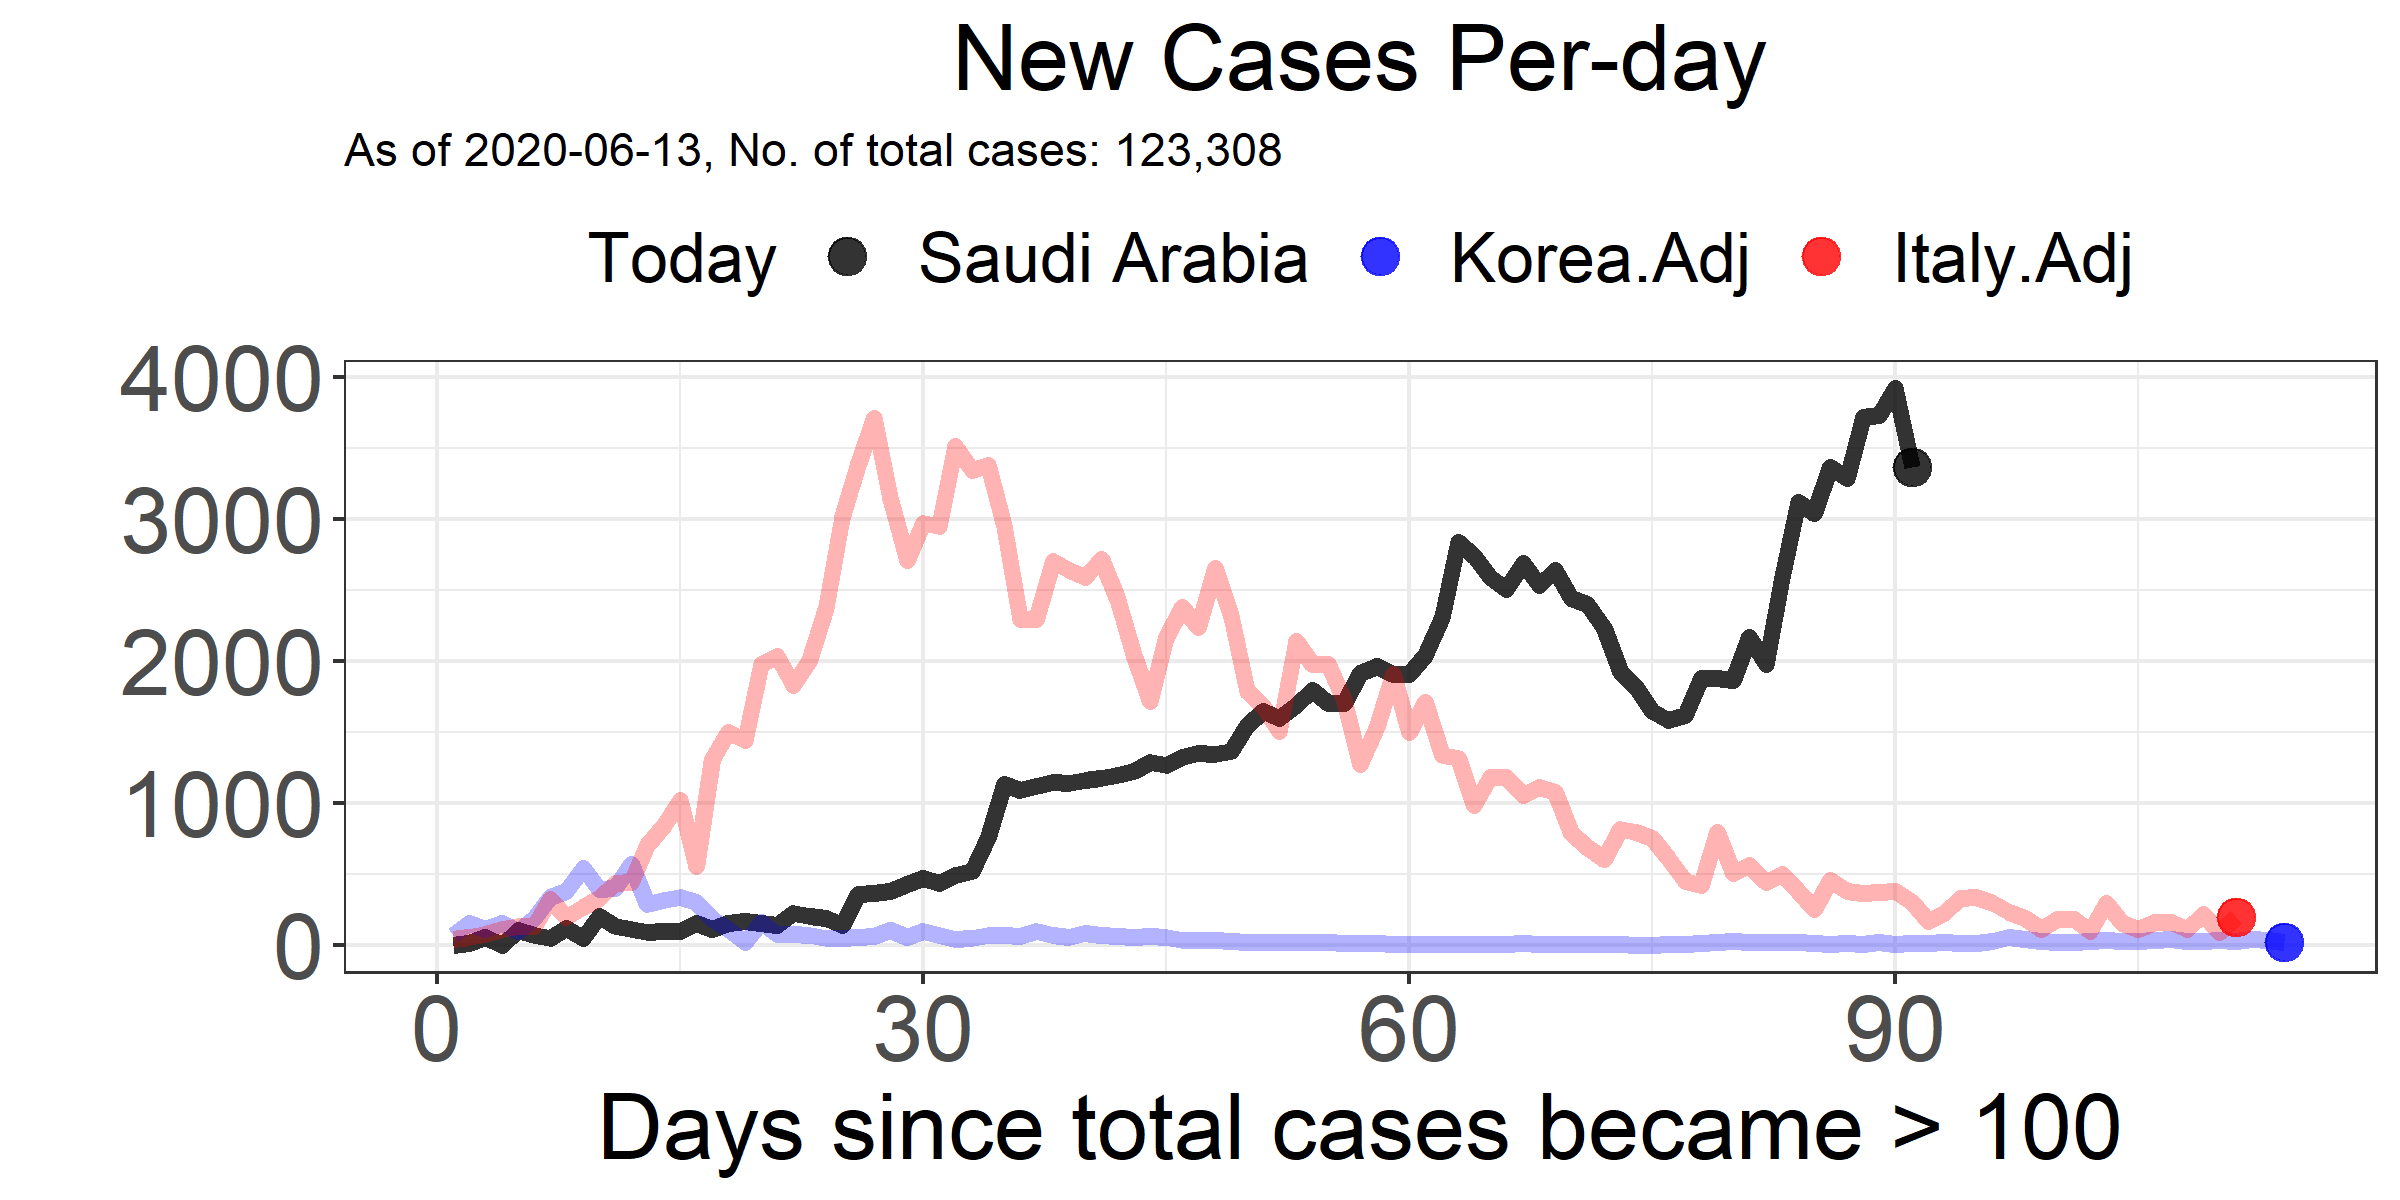 New Cases Per-day
As of 2020-06-13, No. of total cases: 123,308
Today Saudi Arabia Korea.Adj Italy.Adj
4000
3000
2000
1000
0
0 30 60 90
Days since total cases became > 100